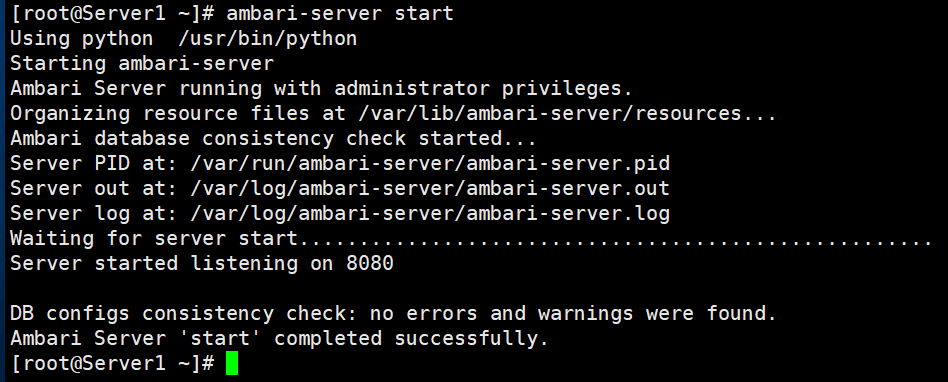 [root@Server1 ~]# ambari-server start
Using python  /usr/bin/python
Starting ambari-server
Ambari Server running with administrator privileges.
Organizing resource files at /var/lib/ambari-server/resources...
Ambari database consistency check started...
Server PID at: /var/run/ambari-server/ambari-server.pid
Server out at: /var/log/ambari-server/ambari-server.out
Server log at: /var/log/ambari-server/ambari-server.log
Waiting for server start.....................................................
Server started listening on 8080
DB configs consistency check: no errors and warnings were found.
Ambari Server 'start' completed successfully.
[root@Server1 ~]#